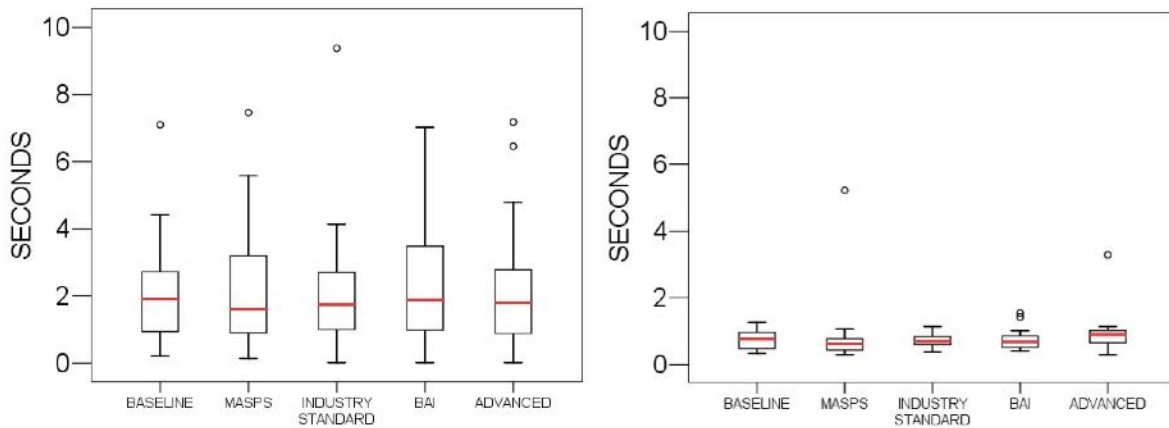 10
8
6
4
2
0
SECONDS
BASELINE
MASPS
INDUSTRY
STANDARD
BAI
ADVANCED
10
8
6
4
2
0
SECONDS
BASELINE
MASPS
INDUSTRY
STANDARD
BAI
ADVANCED